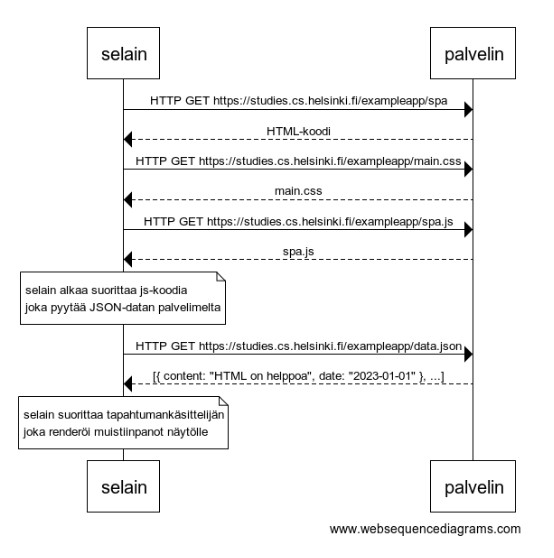 selain
palvelin
HTTP GET https://studies.cs.helsinki.fi/exampleapp/spa
HTML-koodi
HTTP GET https://studies.cs.helsinki.fi/exampleapp/main.css
main.css
HTTP GET https://studies.cs.helsinki.fi/exampleapp/spa.js
spa.js
selain alkaa suorittaa js-koodia
joka pyytää JSON-datan palvelimelta
HTTP GET https://studies.cs.helsinki.fi/exampleapp/data.json
[{ content: "HTML on helppoa", date: "2023-01-01" }, ...]
selain suorittaa tapahtumankäsittelijän
joka renderöi muistiinpanot näytölle
selain
palvelin
www.websequencediagrams.com